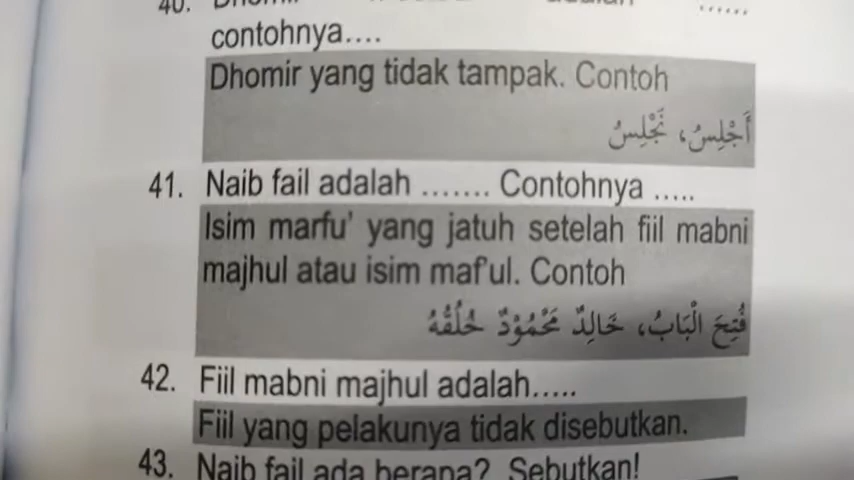 contohnya....
Dhomir yang tidak tampak. Contoh
أَجْلِسُ، نَجْلِسُ
41. Naib fail adalah ....... Contohnya .....
Isim marfu' yang jatuh setelah fiil mabni
majhul atau isim maf'ul. Contoh
فُتِحَ الْبَابُ، خَالِدٌ مَحْمُوْدٌ خُلُقُهُ
42. Fiil mabni majhul adalah.....
Fiil yang pelakunya tidak disebutkan.
43. Naib fail ada berapa? Sebutkan!